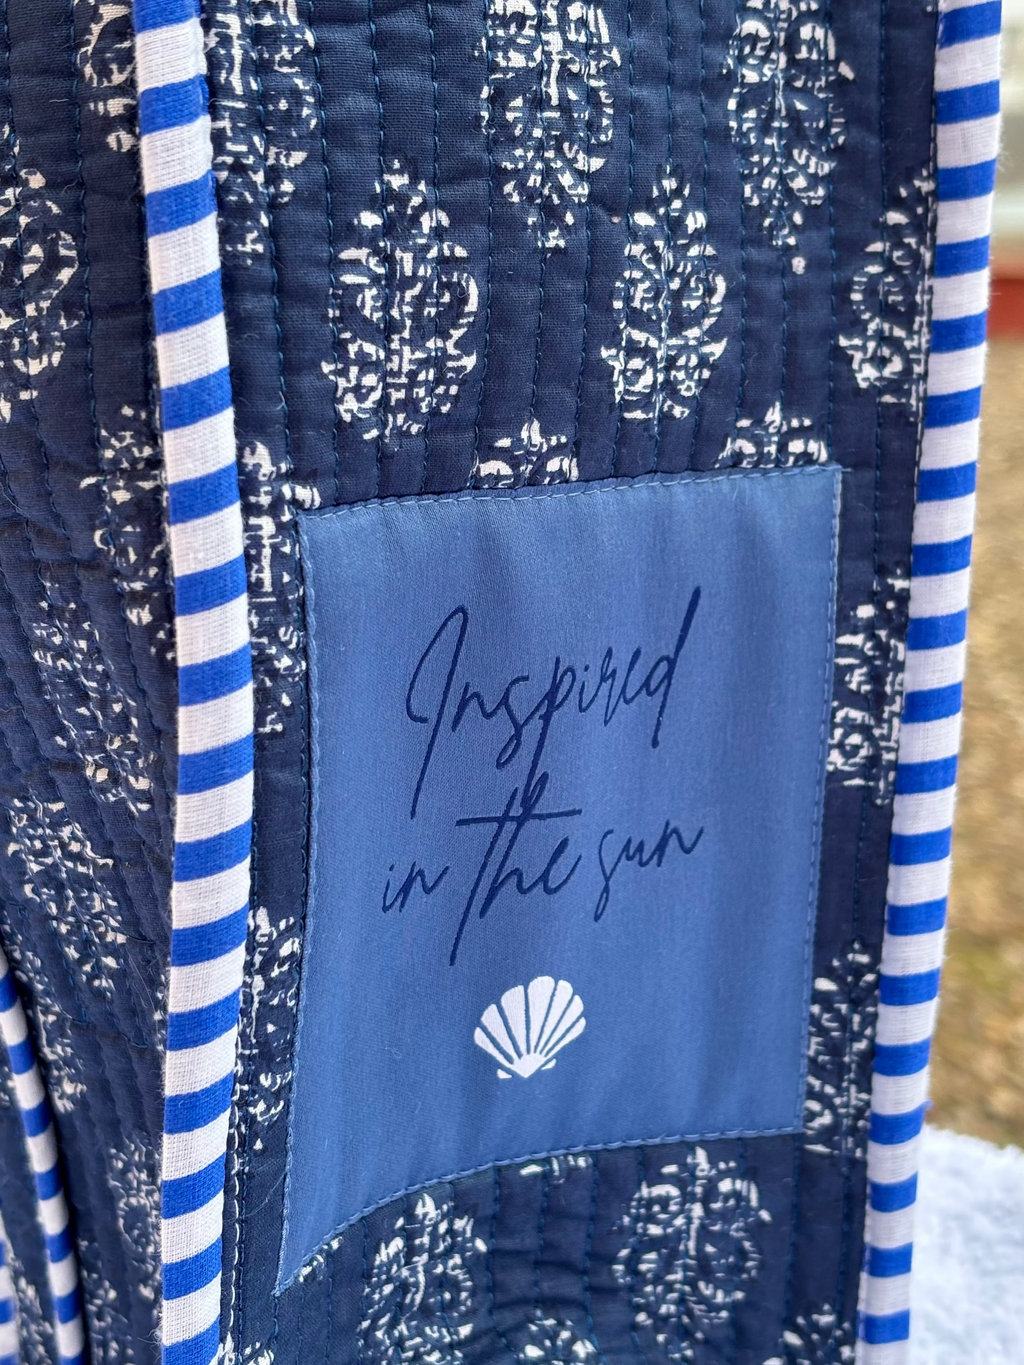 Inspired
in the sun